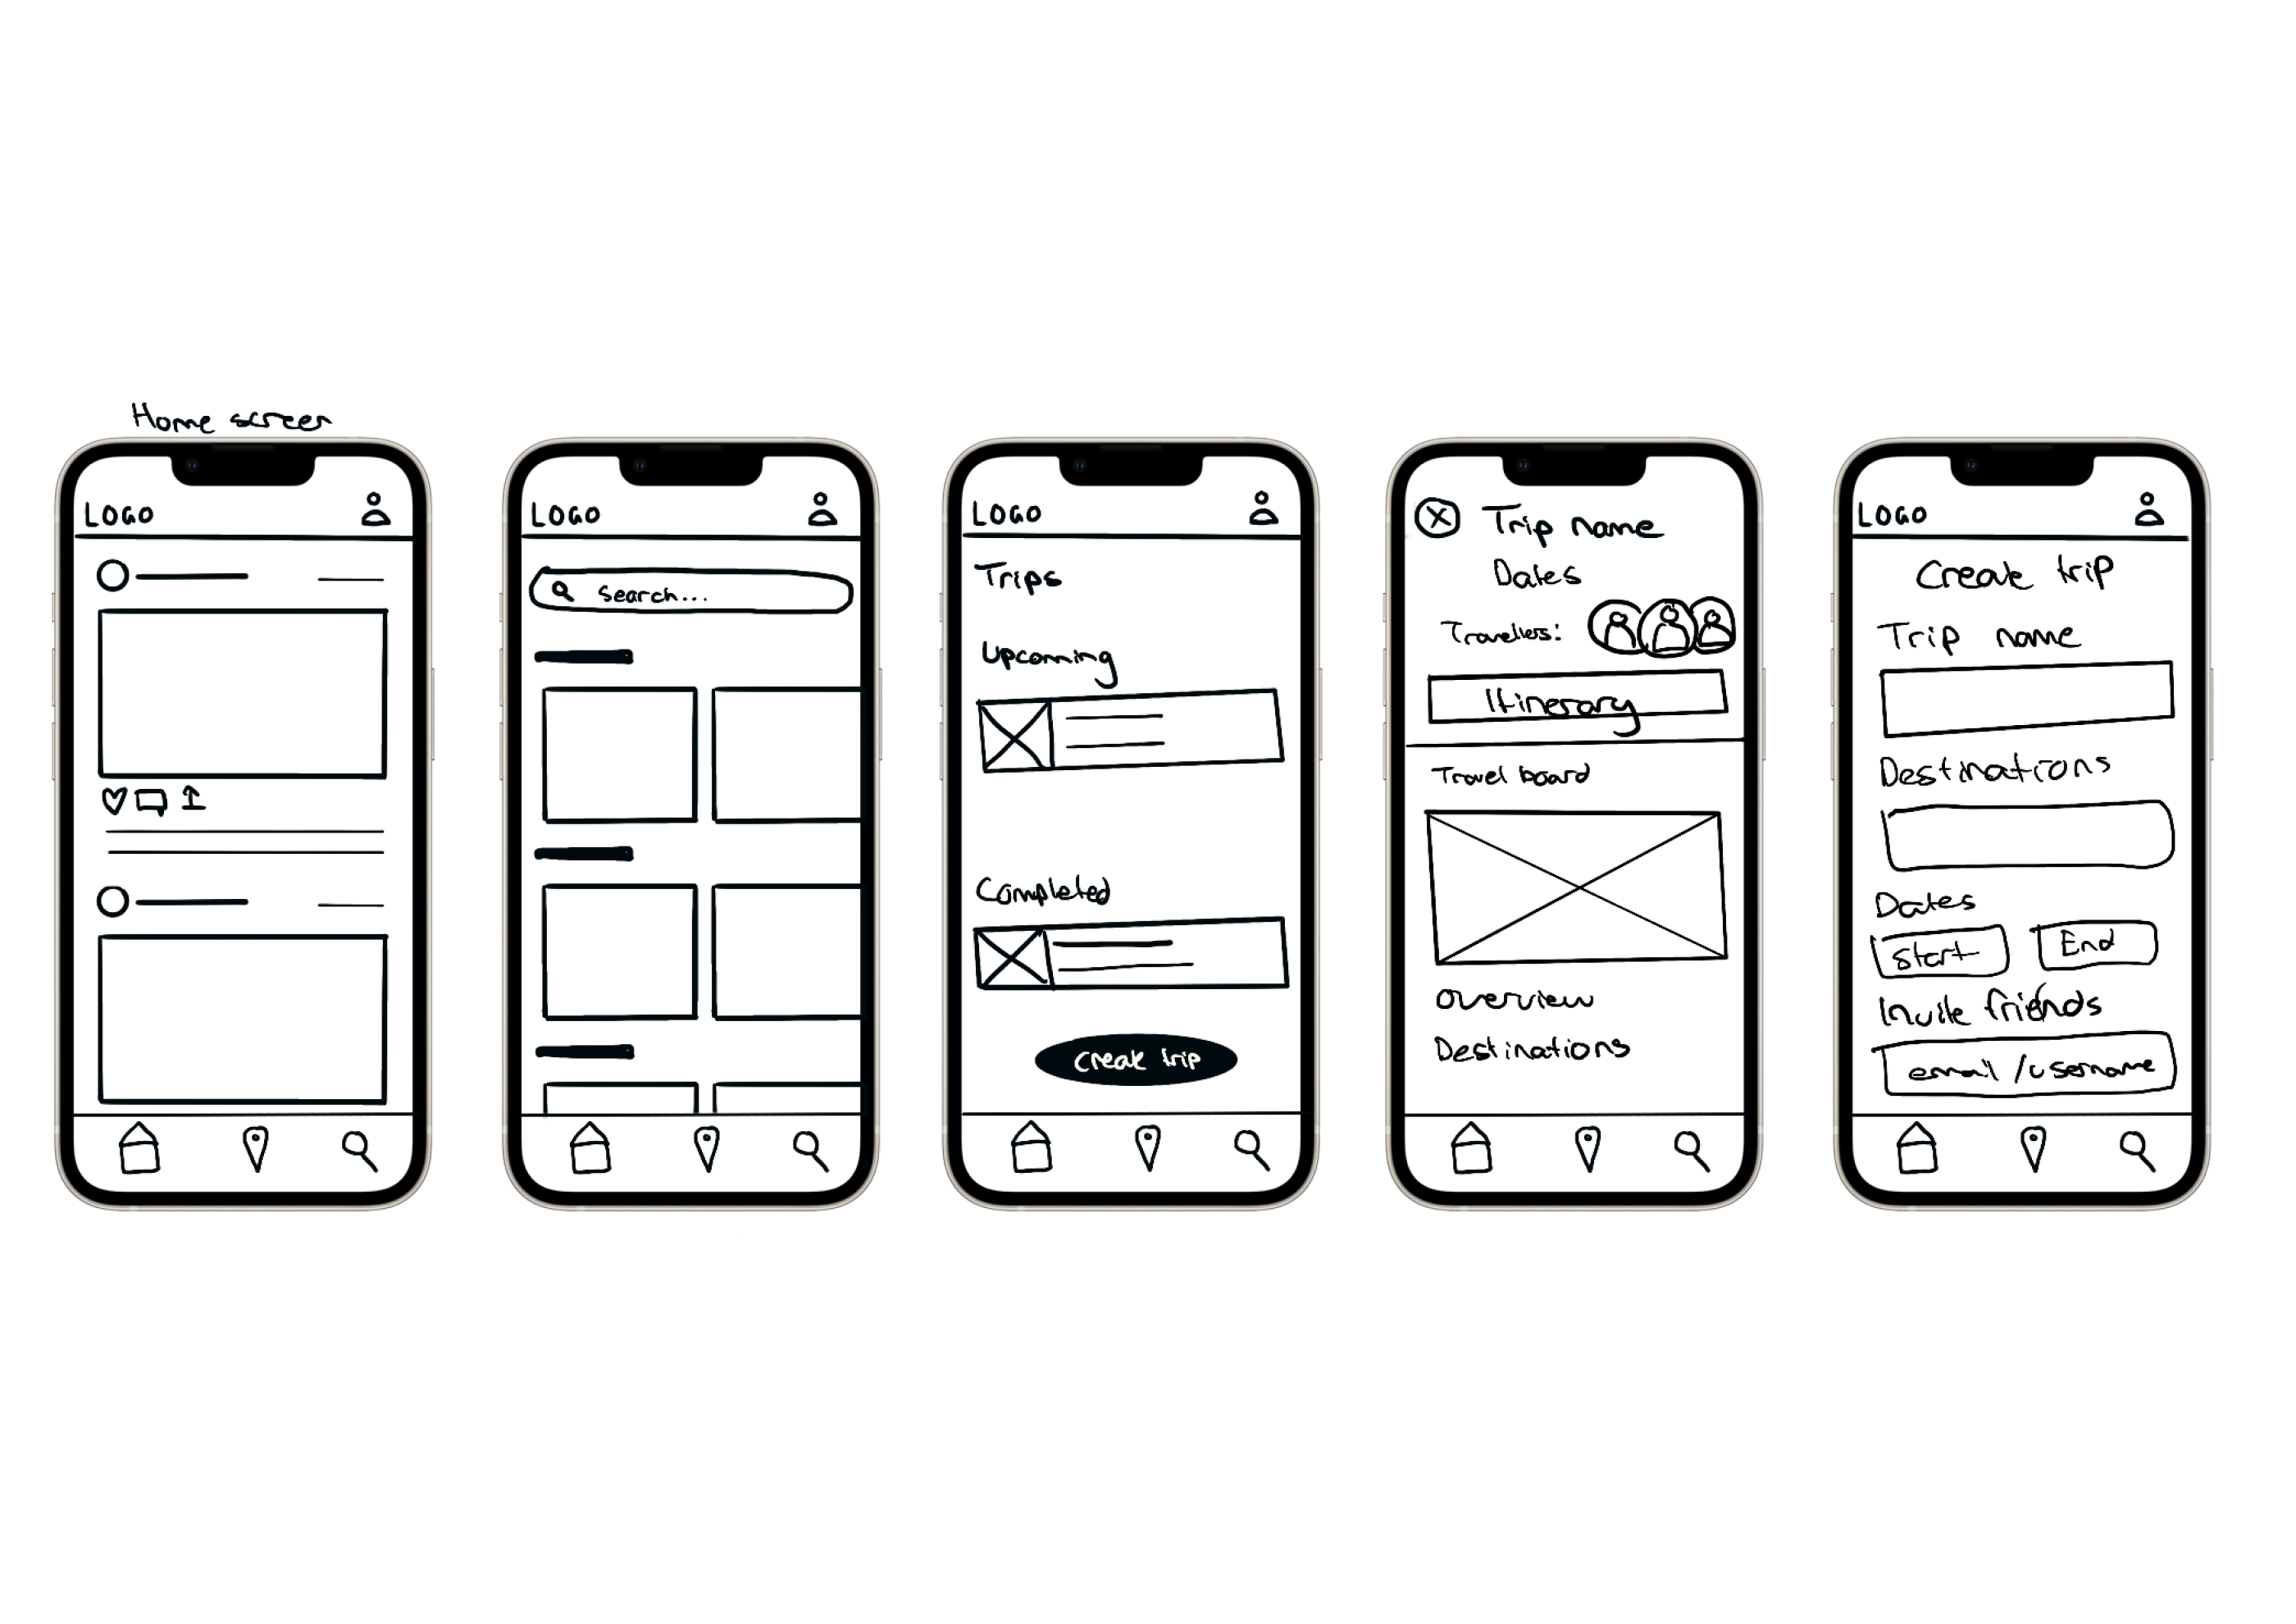 Home screen
LOGO
LOGO
Search...
LOGO
Trips
Upcoming
Completed
Create trip
Trip name
Dates
Travellers:
Itinerary
Travel board
Overview
Destinations
LOGO
Create trip
Trip name
Destinations
Dates
Start End
Invite friends
email/username